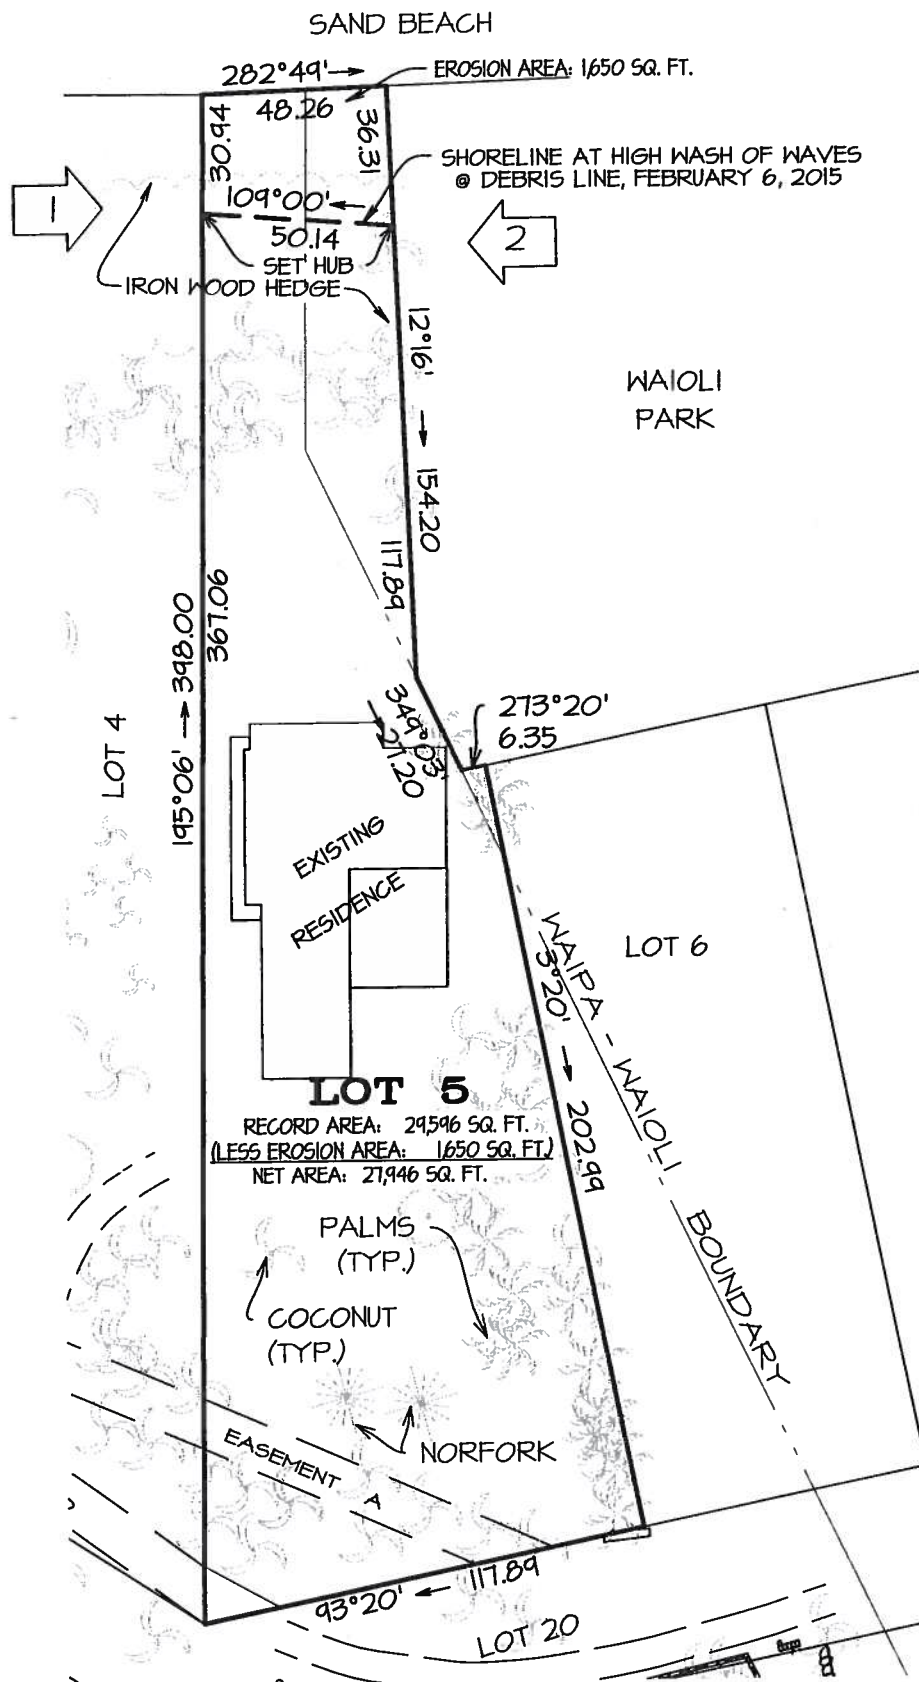 SAND BEACH
282°49'
EROSION AREA: 1,650 SQ. FT.
48.26
30.94
36.31
SHORELINE AT HIGH WASH OF WAVES
@ DEBRIS LINE, FEBRUARY 6, 2015
1
109°00'
50.14
2
SET HUB
IRON WOOD HEDGE
12°16'
154.20
WAIOLI
PARK
117.89
195°06'
398.00
367.06
LOT 4
349°03'
27.20
273°20'
6.35
EXISTING
RESIDENCE
LOT 6
3°20'
202.99
WAIPA - WAIOLI BOUNDARY
LOT 5
RECORD AREA: 29,596 SQ. FT.
(LESS EROSION AREA: 1,650 SQ. FT.)
NET AREA: 27,946 SQ. FT.
PALMS
(TYP.)
COCONUT
(TYP.)
NORFORK
EASEMENT A
93°20'
117.89
LOT 20